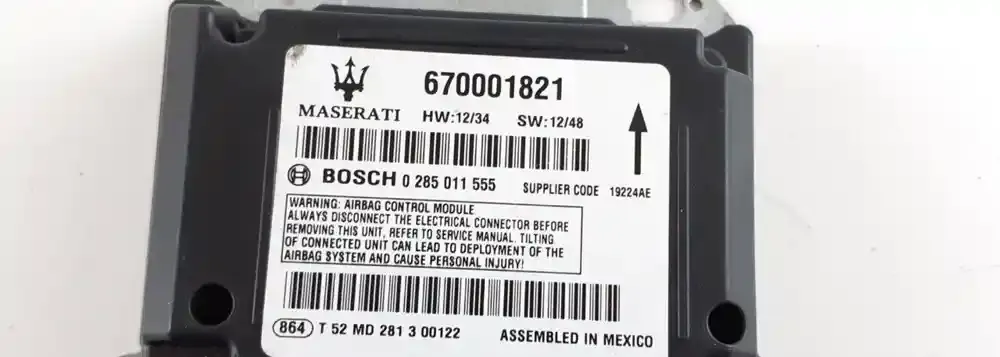 670001821
MASERATI HW:12/34 SW:12/48
BOSCH 0 285 011 555 SUPPLIER CODE 19224AE
WARNING: AIRBAG CONTROL MODULE
ALWAYS DISCONNECT THE ELECTRICAL CONNECTOR BEFORE
REMOVING THIS UNIT, REFER TO SERVICE MANUAL. TILTING
OF CONNECTED UNIT CAN LEAD TO DEPLOYMENT OF THE
AIRBAG SYSTEM AND CAUSE PERSONAL INJURY!
864 T 52 MD 281 3 00122 ASSEMBLED IN MEXICO